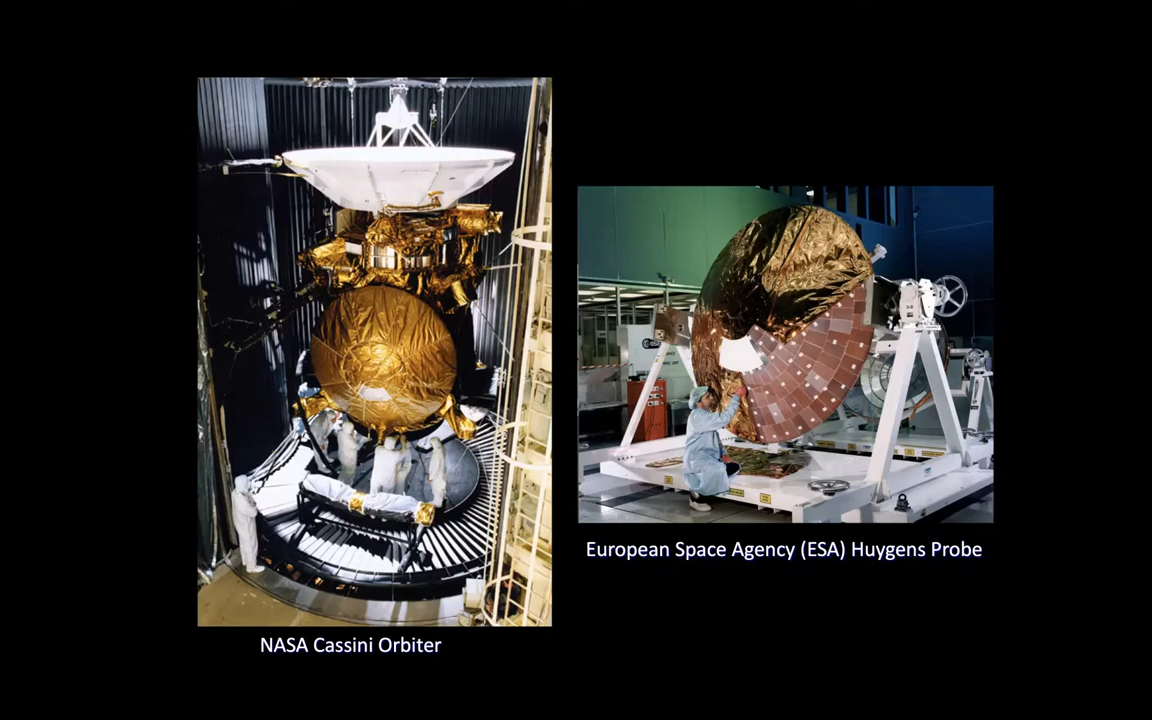 European Space Agency (ESA) Huygens Probe
NASA Cassini Orbiter